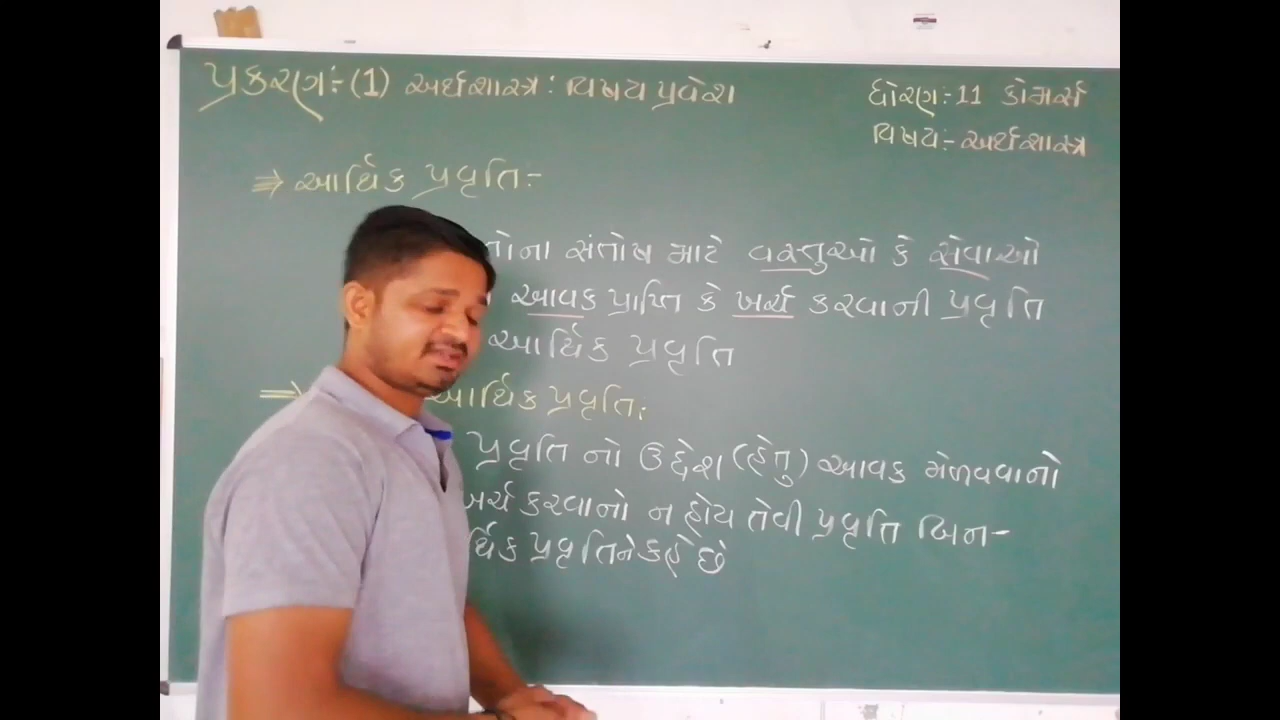 પ્રકરણ:-(1) અર્થશાસ્ત્ર : વિષય પ્રવેશ
ધોરણ:-11 કોમર્સ
વિષય:- અર્થશાસ્ત્ર
⇒ આર્થિક પ્રવૃતિ:-
તોના સંતોષ માટે વસ્તુઓ કે સેવાઓ
આવક પ્રાપ્તિ કે ખર્ચ કરવાની પ્રવૃતિ
આર્થિક પ્રવૃતિ
⇒ આર્થિક પ્રવૃતિ:
પ્રવૃતિ નો ઉદ્દેશ (હેતુ) આવક મેળવવાનો
ખર્ચ કરવાનો ન હોય તેવી પ્રવૃતિ બિન-
ર્થિક પ્રવૃતિને કહે છે